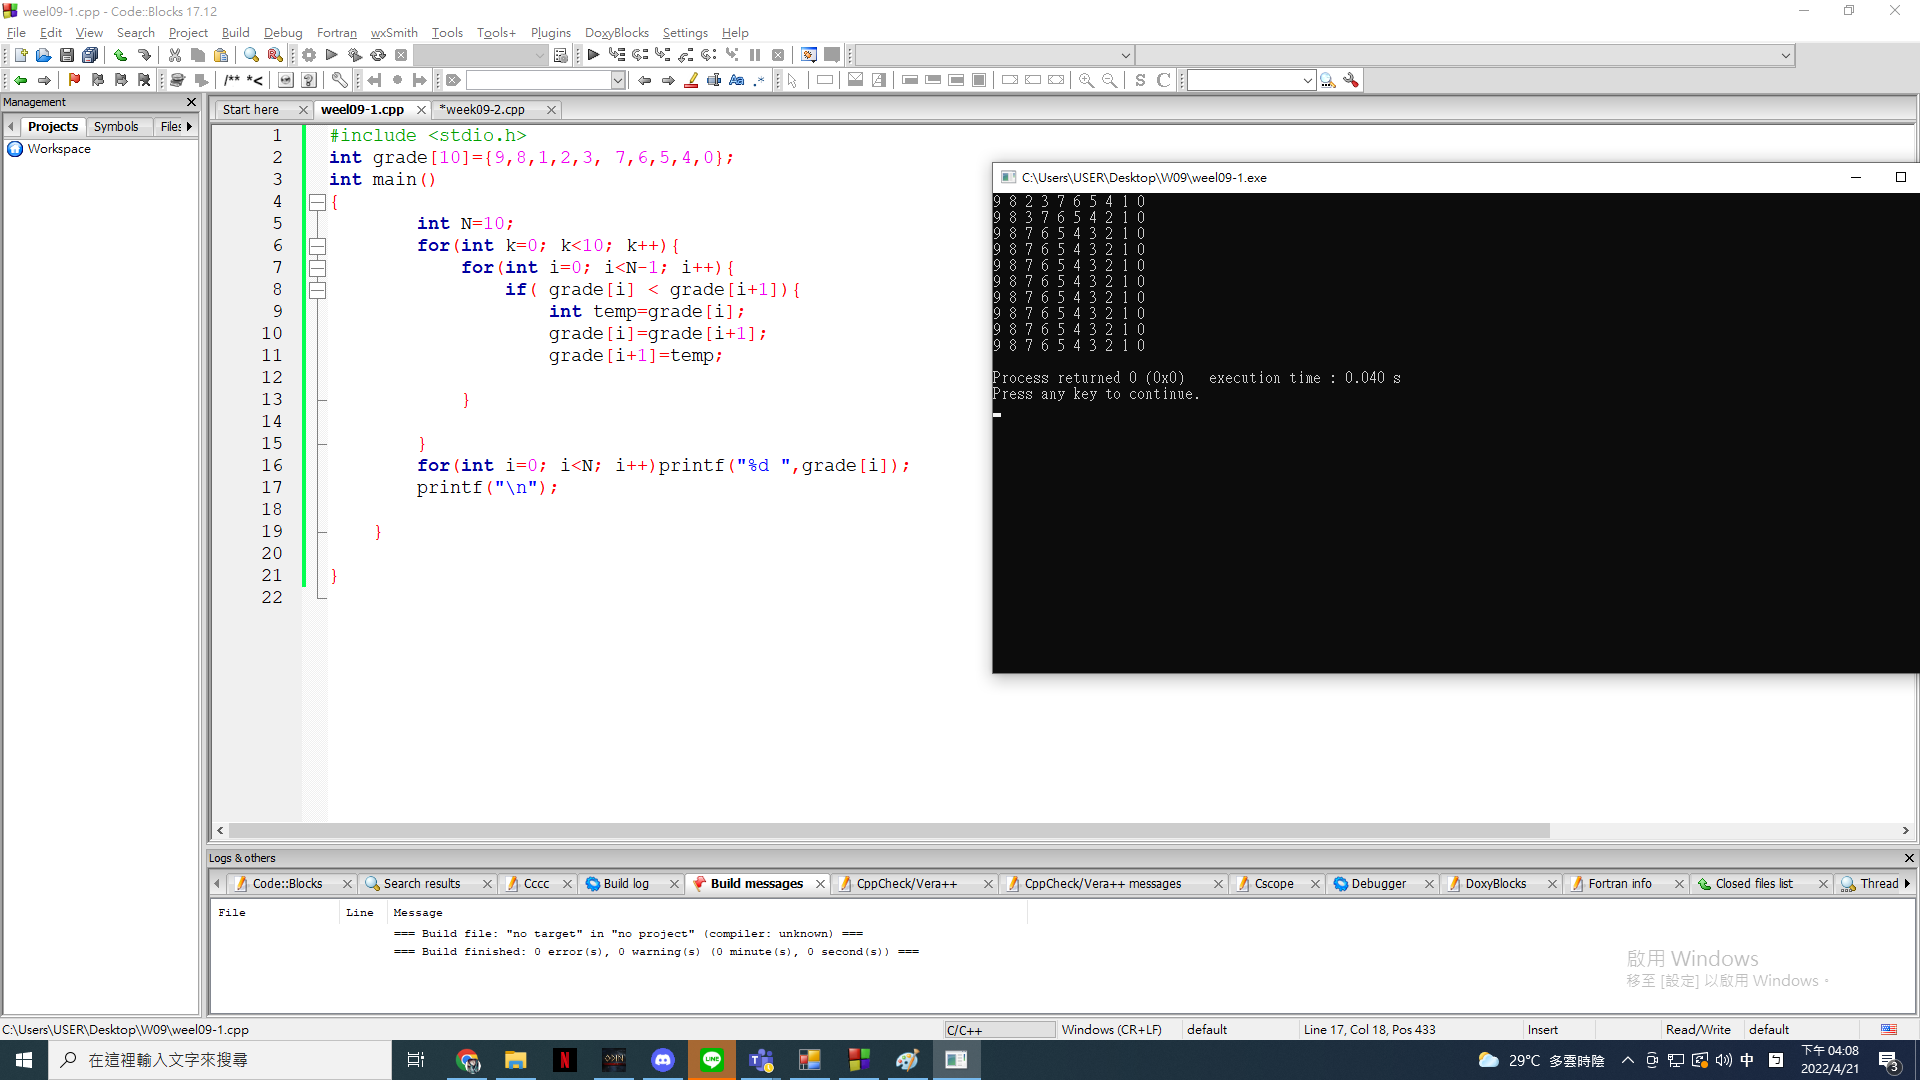 weel09-1.cpp - Code::Blocks 17.12
File Edit View Search Project Build Debug Fortran wxSmith Tools Tools+ Plugins DoxyBlocks Settings Help
/** *<
S C
Management
Projects Symbols Files
Workspace
Start here weel09-1.cpp *week09-2.cpp
1 #include <stdio.h>
2 int grade[10]={9,8,1,2,3, 7,6,5,4,0};
3 int main()
4 {
5 int N=10;
6 for(int k=0; k<10; k++){
7 for(int i=0; i<N-1; i++){
8 if( grade[i] < grade[i+1]){
9 int temp=grade[i];
10 grade[i]=grade[i+1];
11 grade[i+1]=temp;
12
13 }
14
15 }
16 for(int i=0; i<N; i++)printf("%d ",grade[i]);
17 printf("\n");
18
19 }
20
21 }
22
C:\Users\USER\Desktop\W09\weel09-1.exe
9 8 2 3 7 6 5 4 1 0
9 8 3 7 6 5 4 2 1 0
9 8 7 6 5 4 3 2 1 0
9 8 7 6 5 4 3 2 1 0
9 8 7 6 5 4 3 2 1 0
9 8 7 6 5 4 3 2 1 0
9 8 7 6 5 4 3 2 1 0
9 8 7 6 5 4 3 2 1 0
9 8 7 6 5 4 3 2 1 0
9 8 7 6 5 4 3 2 1 0
Process returned 0 (0x0) execution time : 0.040 s
Press any key to continue.
Logs & others
Code::Blocks Search results Cccc Build log Build messages CppCheck/Vera++ CppCheck/Vera++ messages Cscope Debugger DoxyBlocks Fortran info Closed files list Thread
File Line Message
=== Build file: "no target" in "no project" (compiler: unknown) ===
=== Build finished: 0 error(s), 0 warning(s) (0 minute(s), 0 second(s)) ===
啟用 Windows
移至 [設定] 以啟用 Windows。
C:\Users\USER\Desktop\W09\weel09-1.cpp C/C++ Windows (CR+LF) default Line 17, Col 18, Pos 433 Insert Read/Write default
在這裡輸入文字來搜尋
N
LINE
29°C 多雲時陰
中
下午 04:08
2022/4/21
3